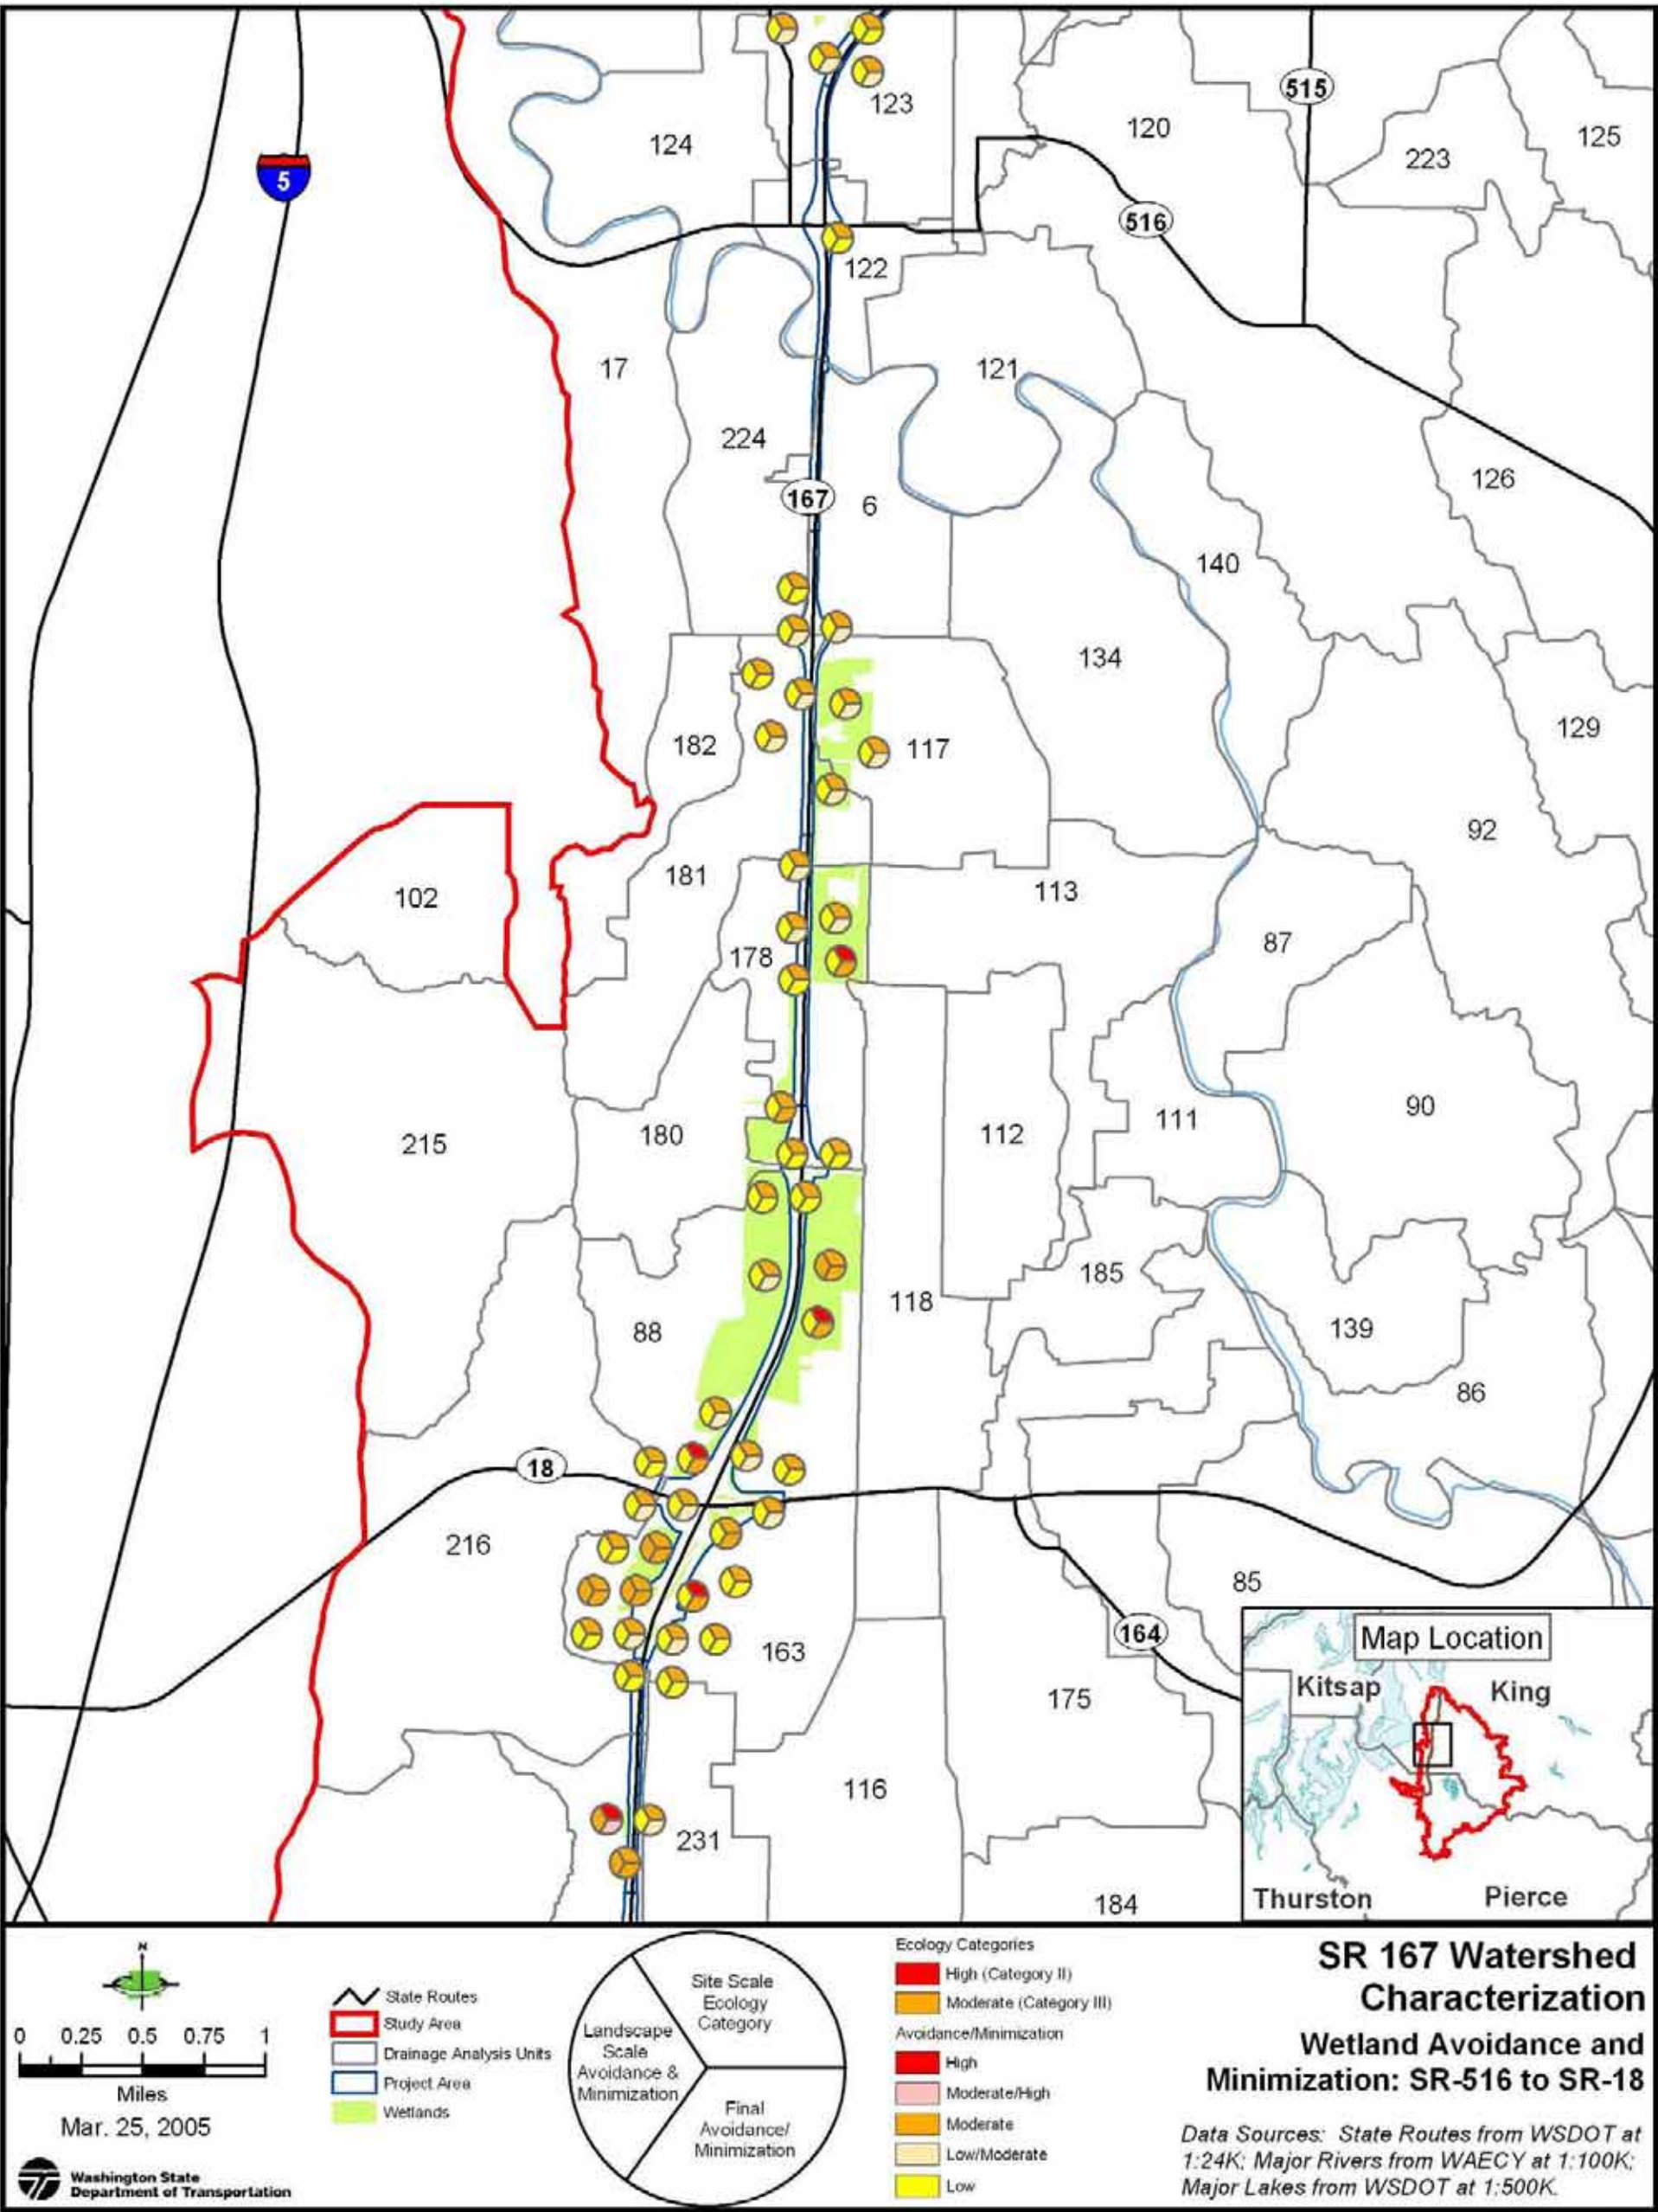 123
515
124
120
125
223
5
516
122
17
121
224
126
167
6
140
134
182
117
129
92
181
102
113
178
87
90
111
112
180
215
185
118
139
88
86
18
216
85
163
164
175
116
231
184
Map Location
Kitsap
King
Thurston
Pierce
N
0 0.25 0.5 0.75 1
Miles
Mar. 25, 2005
Washington State
Department of Transportation
State Routes
Study Area
Drainage Analysis Units
Project Area
Wetlands
Site Scale
Ecology
Category
Landscape
Scale
Avoidance &
Minimization
Final
Avoidance/
Minimization
Ecology Categories
High (Category II)
Moderate (Category III)
Avoidance/Minimization
High
Moderate/High
Moderate
Low/Moderate
Low
SR 167 Watershed
Characterization
Wetland Avoidance and
Minimization: SR-516 to SR-18
Data Sources: State Routes from WSDOT at
1:24K; Major Rivers from WAECY at 1:100K;
Major Lakes from WSDOT at 1:500K.